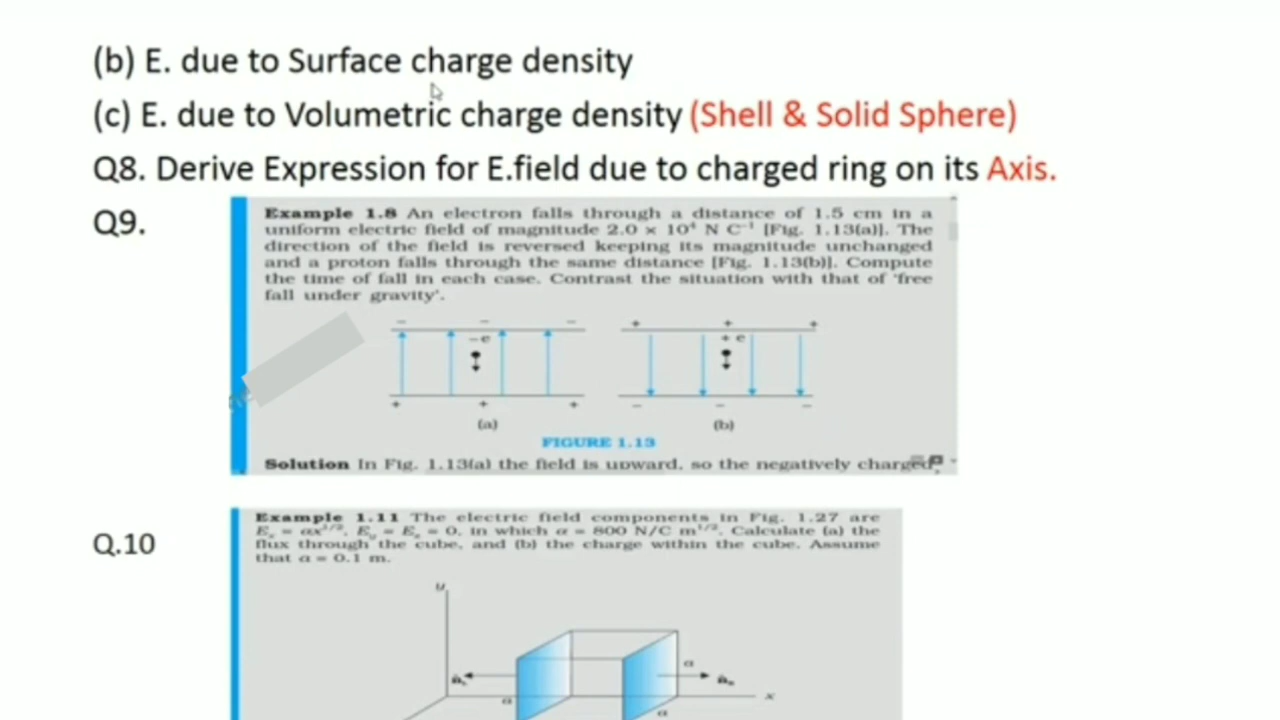 (b) E. due to Surface charge density
(c) E. due to Volumetric charge density (Shell & Solid Sphere)
Q8. Derive Expression for E.field due to charged ring on its Axis.
Q9.
Example 1.8 An electron falls through a distance of 1.5 cm in a
uniform electric field of magnitude 2.0 × 10⁴ N C⁻¹ [Fig. 1.13(a)]. The
direction of the field is reversed keeping its magnitude unchanged
and a proton falls through the same distance [Fig. 1.13(b)]. Compute
the time of fall in each case. Contrast the situation with that of 'free
fall under gravity'.
− − −
−e
+ + +
(a)
+ + +
+ e
− − −
(b)
FIGURE 1.13
Solution In Fig. 1.13(a) the field is upward, so the negatively charged
Q.10
Example 1.11 The electric field components in Fig. 1.27 are
Eₓ = αx¹/², Eᵧ = E_z = 0, in which α = 800 N/C m¹/². Calculate (a) the
flux through the cube, and (b) the charge within the cube. Assume
that a = 0.1 m.
y
a
a
a
x